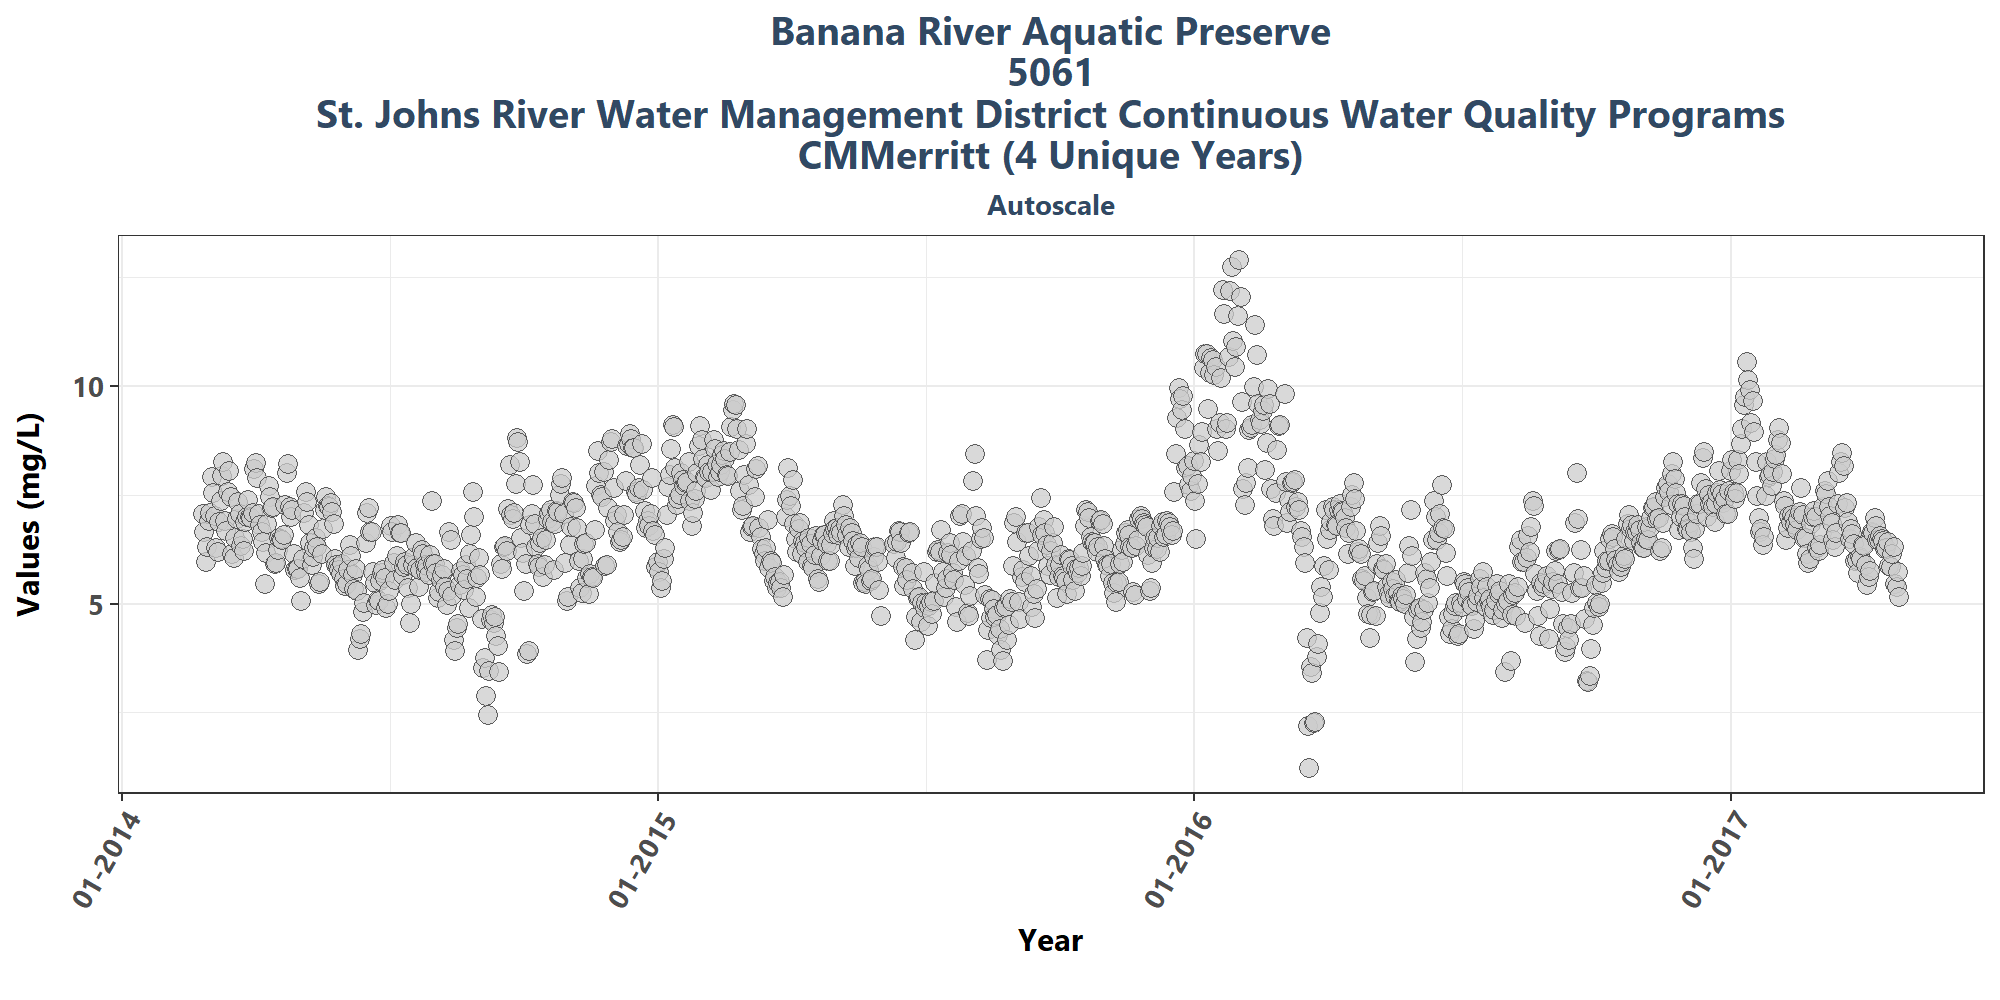 Banana River Aquatic Preserve
5061
St. Johns River Water Management District Continuous Water Quality Programs
CMMerritt (4 Unique Years)
Autoscale
Values (mg/L)
10
5
01-2014
01-2015
01-2016
01-2017
Year